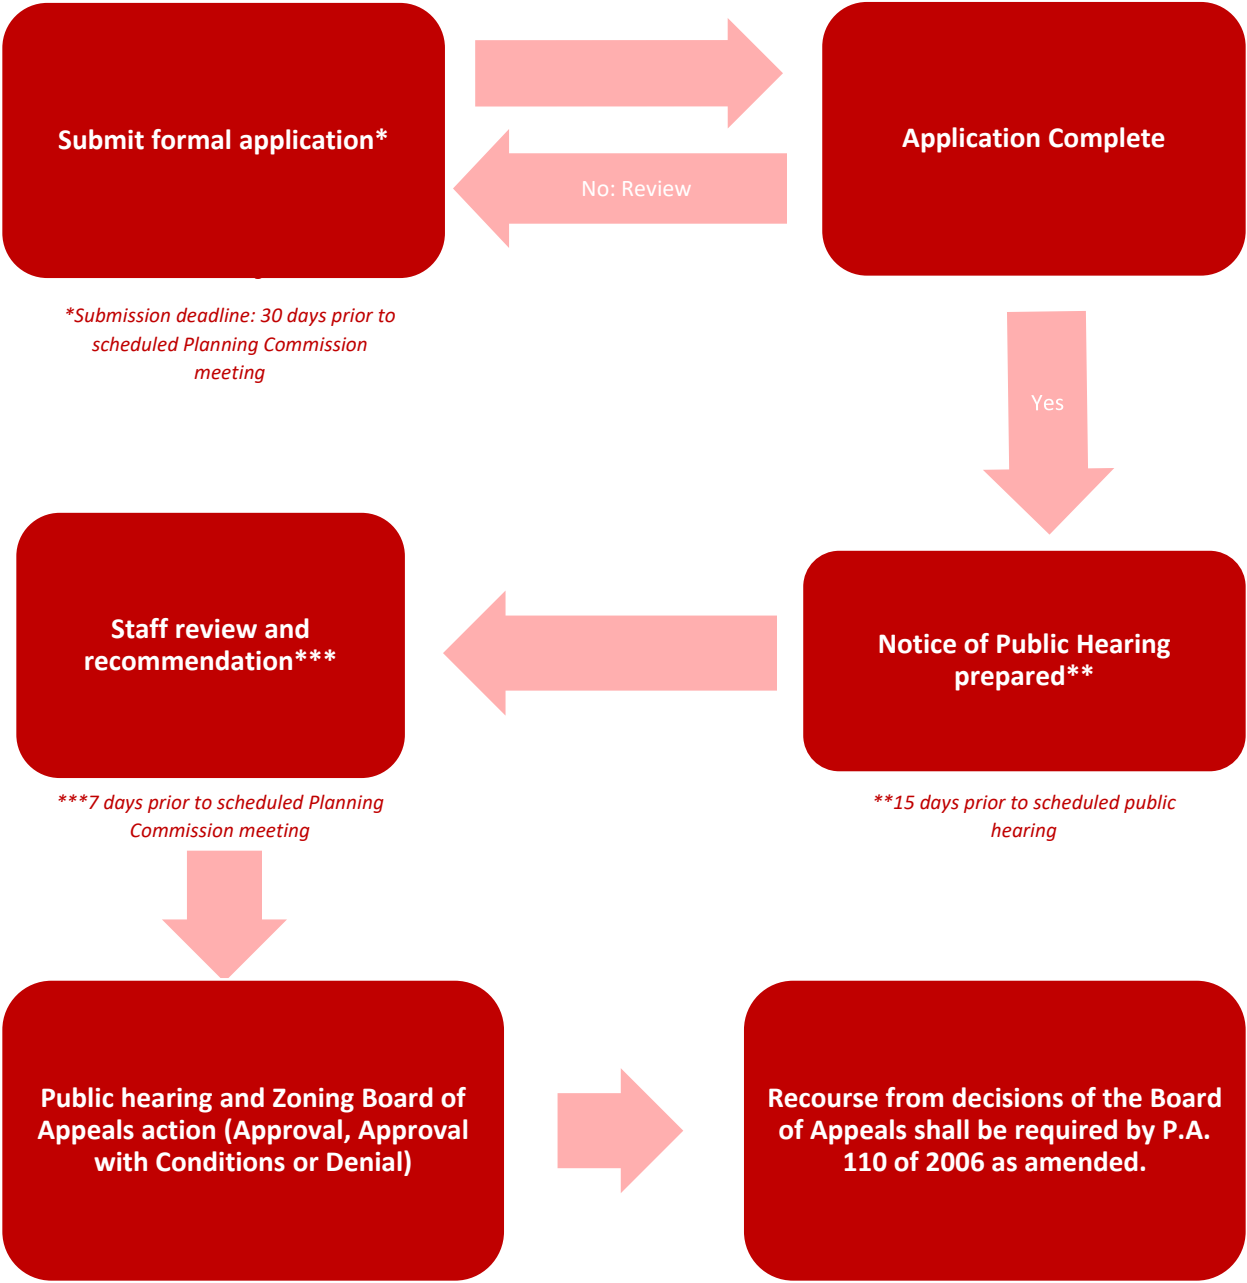 Submit formal application*
Application Complete
No: Review
*Submission deadline: 30 days prior to
scheduled Planning Commission
meeting
Yes
Staff review and
recommendation***
Notice of Public Hearing
prepared**
***7 days prior to scheduled Planning
Commission meeting
**15 days prior to scheduled public
hearing
Public hearing and Zoning Board of
Appeals action (Approval, Approval
with Conditions or Denial)
Recourse from decisions of the Board
of Appeals shall be required by P.A.
110 of 2006 as amended.